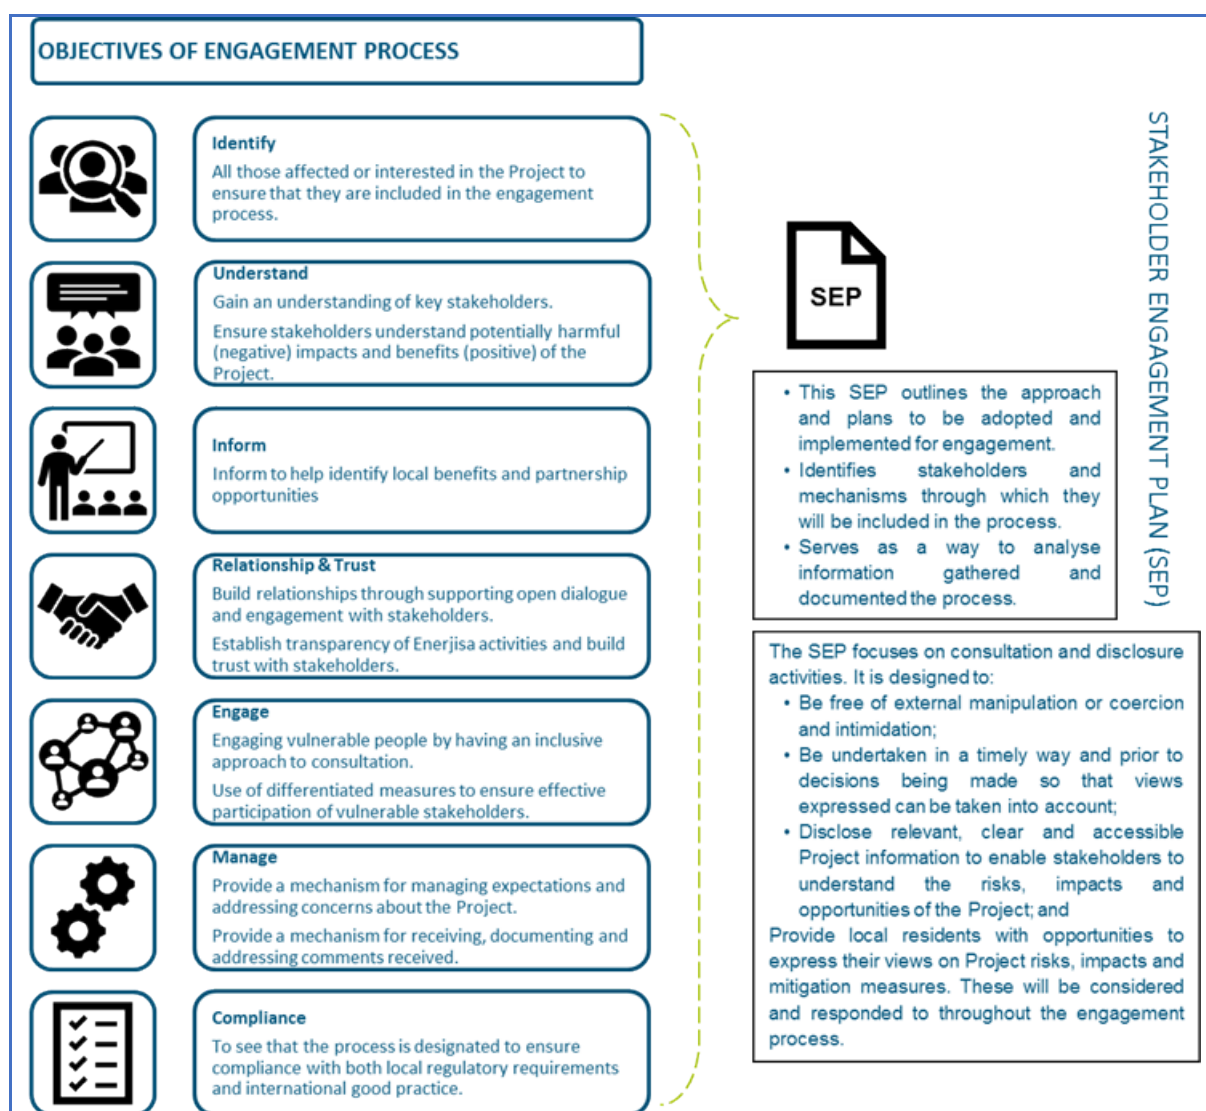 OBJECTIVES OF ENGAGEMENT PROCESS
Identify
All those affected or interested in the Project to
ensure that they are included in the engagement
process.
Understand
Gain an understanding of key stakeholders.
Ensure stakeholders understand potentially harmful
(negative) impacts and benefits (positive) of the
Project.
Inform
Inform to help identify local benefits and partnership
opportunities
Relationship & Trust
Build relationships through supporting open dialogue
and engagement with stakeholders.
Establish transparency of Enerjisa activities and build
trust with stakeholders.
Engage
Engaging vulnerable people by having an inclusive
approach to consultation.
Use of differentiated measures to ensure effective
participation of vulnerable stakeholders.
Manage
Provide a mechanism for managing expectations and
addressing concerns about the Project.
Provide a mechanism for receiving, documenting and
addressing comments received.
Compliance
To see that the process is designated to ensure
compliance with both local regulatory requirements
and international good practice.
SEP
• This SEP outlines the approach
and plans to be adopted and
implemented for engagement.
• Identifies stakeholders and
mechanisms through which they
will be included in the process.
• Serves as a way to analyse
information gathered and
documented the process.
The SEP focuses on consultation and disclosure
activities. It is designed to:
• Be free of external manipulation or coercion
and intimidation;
• Be undertaken in a timely way and prior to
decisions being made so that views
expressed can be taken into account;
• Disclose relevant, clear and accessible
Project information to enable stakeholders to
understand the risks, impacts and
opportunities of the Project; and
Provide local residents with opportunities to
express their views on Project risks, impacts and
mitigation measures. These will be considered
and responded to throughout the engagement
process.
STAKEHOLDER ENGAGEMENT PLAN (SEP)